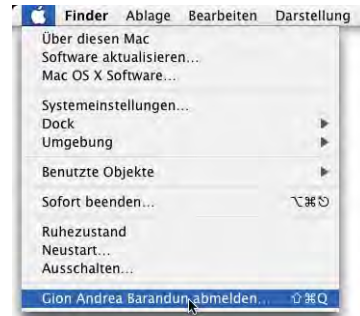 Finder Ablage Bearbeiten Darstellung
Über diesen Mac
Software aktualisieren...
Mac OS X Software...
Systemeinstellungen...
Dock
Umgebung
Benutzte Objekte
Sofort beenden... ⌥⌘⎋
Ruhezustand
Neustart...
Ausschalten...
Gion Andrea Barandun abmelden... ⇧⌘Q